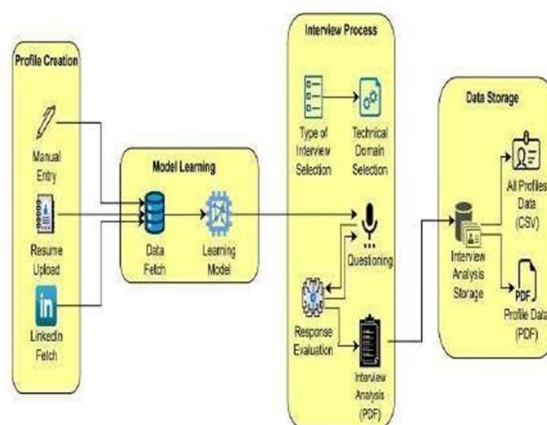 Profile Creation
Manual
Entry
Resume
Upload
in
LinkedIn
Fetch
Model Learning
Data
Fetch
Learning
Model
Interview Process
Type of
Interview
Selection
Technical
Domain
Selection
Questioning
Response
Evaluation
Interview
Analysis
(PDF)
Data Storage
All Profiles
Data
(CSV)
Interview
Analysis
Storage
PDF
Profile Data
(PDF)